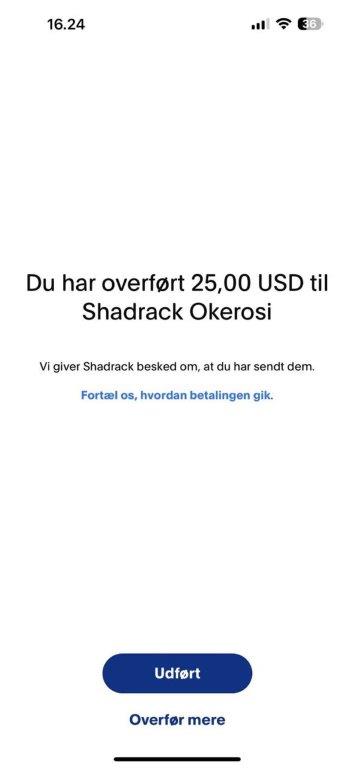 16.24
36
Du har overført 25,00 USD til
Shadrack Okerosi
Vi giver Shadrack besked om, at du har sendt dem.
Fortæl os, hvordan betalingen gik.
Udført
Overfør mere